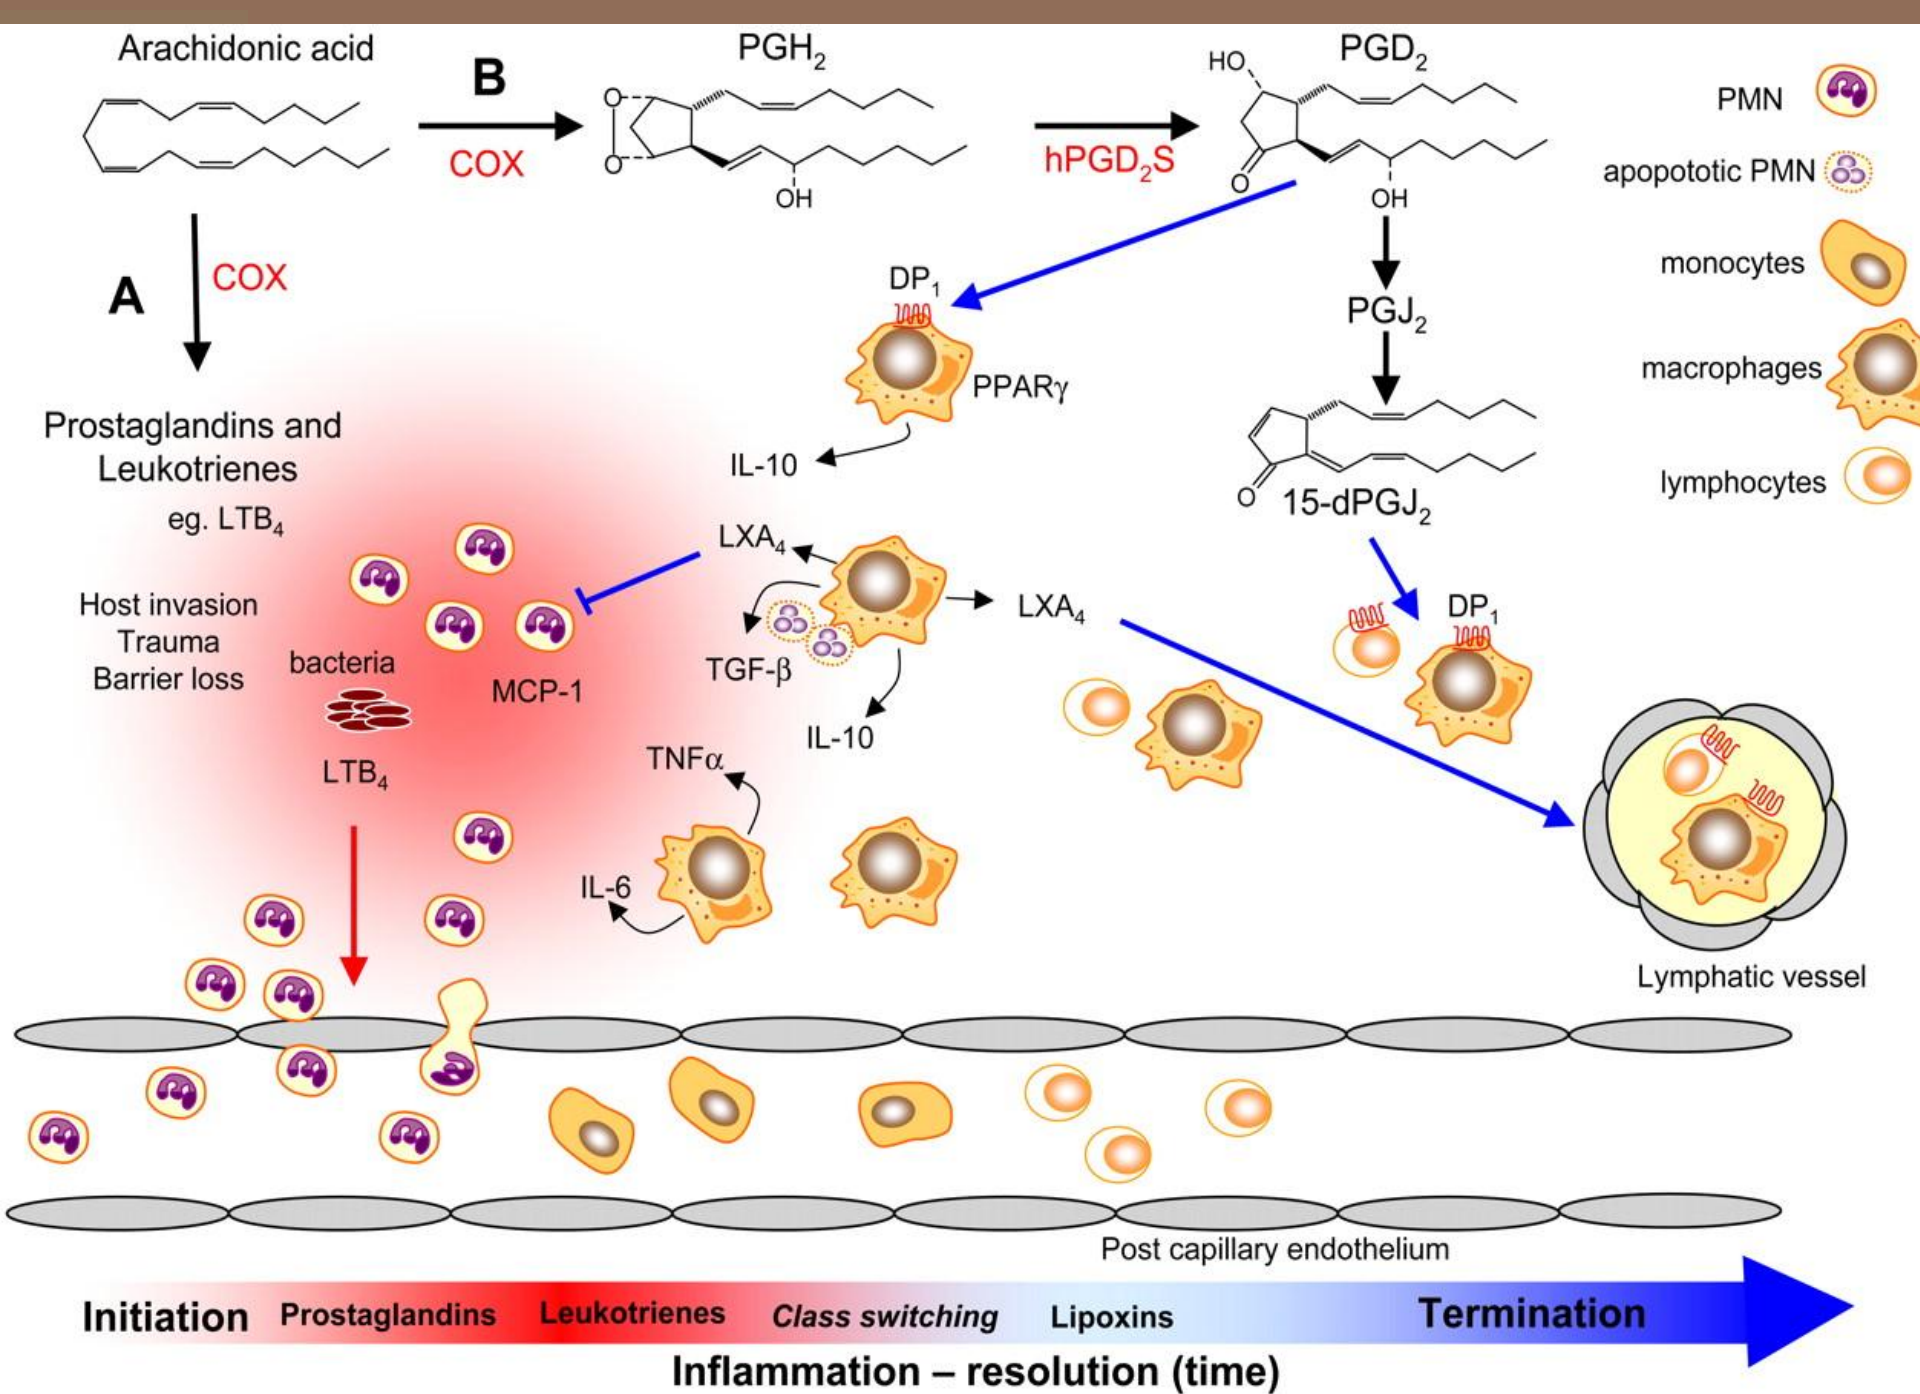 Arachidonic acid
B
COX
PGH2
hPGD2S
PGD2
O
O
OH
HO
O
OH
PMN
apopototic PMN
monocytes
macrophages
lymphocytes
A
COX
Prostaglandins and
Leukotrienes
eg. LTB4
Host invasion
Trauma
Barrier loss
bacteria
LTB4
MCP-1
DP1
PPARγ
IL-10
LXA4
TGF-β
IL-10
LXA4
TNFα
IL-6
PGJ2
O
15-dPGJ2
DP1
Lymphatic vessel
Post capillary endothelium
Initiation Prostaglandins Leukotrienes Class switching Lipoxins Termination
Inflammation – resolution (time)